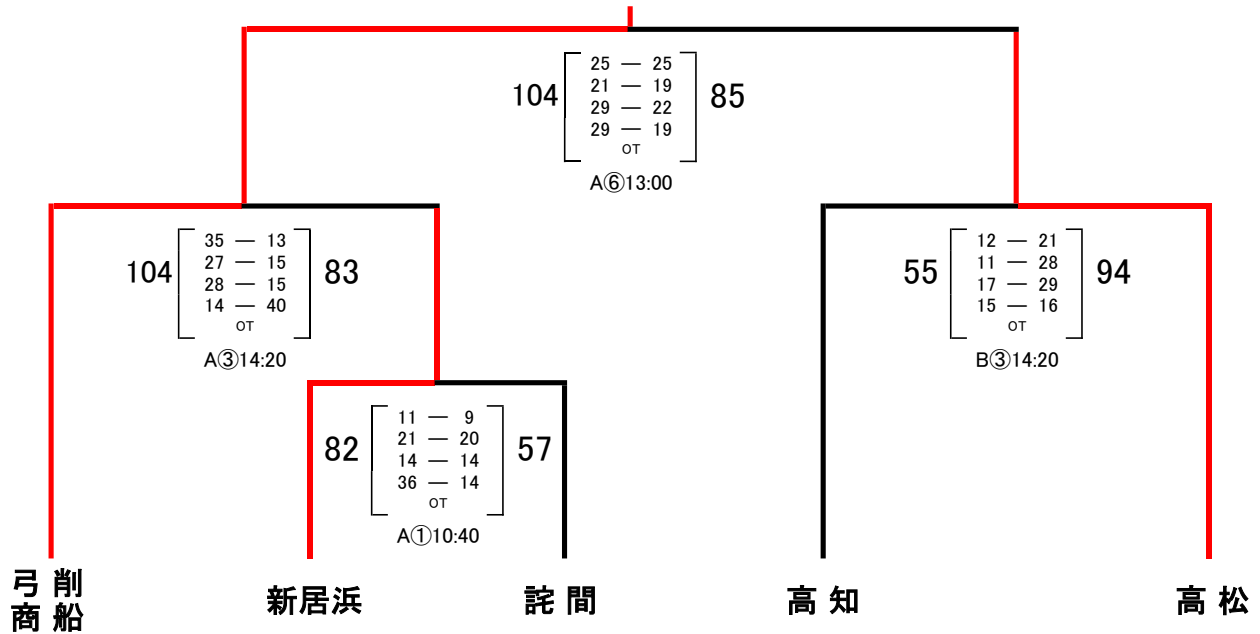 25 — 25
104 21 — 19 85
29 — 22
29 — 19
OT
A⑥13:00
35 — 13
104 27 — 15 83
28 — 15
14 — 40
OT
A③14:20
12 — 21
55 11 — 28 94
17 — 29
15 — 16
OT
B③14:20
11 — 9
82 21 — 20 57
14 — 14
36 — 14
OT
A①10:40
弓 削
商 船
新居浜
詫 間
高 知
高 松